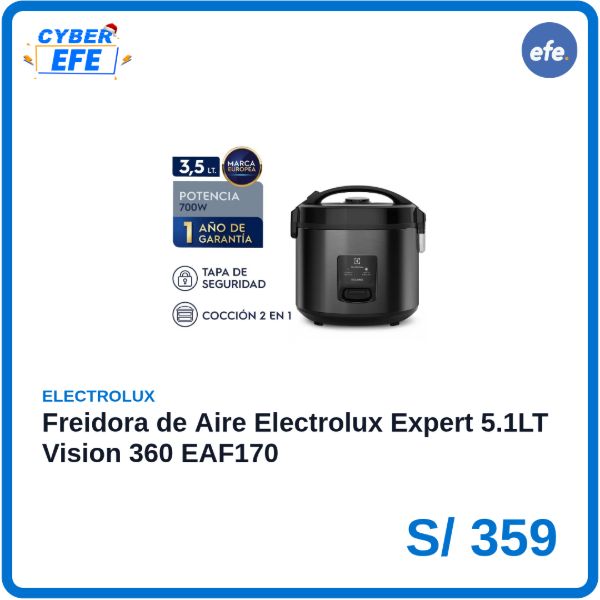 CYBER
EFE
efe.
3,5 LT.
MARCA
EUROPEA
POTENCIA
700W
1 AÑO DE
GARANTÍA
TAPA DE
SEGURIDAD
COCCIÓN 2 EN 1
ELECTROLUX
Freidora de Aire Electrolux Expert 5.1LT
Vision 360 EAF170
S/ 359